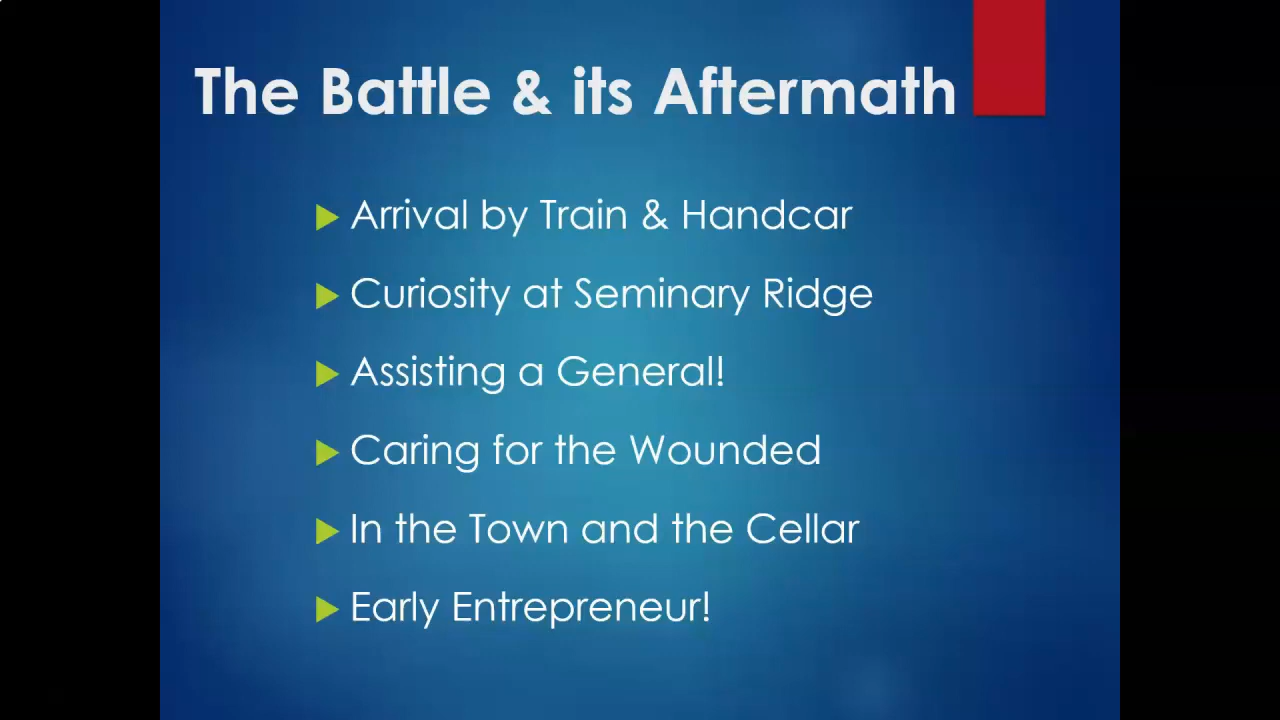 The Battle & its Aftermath
Arrival by Train & Handcar
Curiosity at Seminary Ridge
Assisting a General!
Caring for the Wounded
In the Town and the Cellar
Early Entrepreneur!